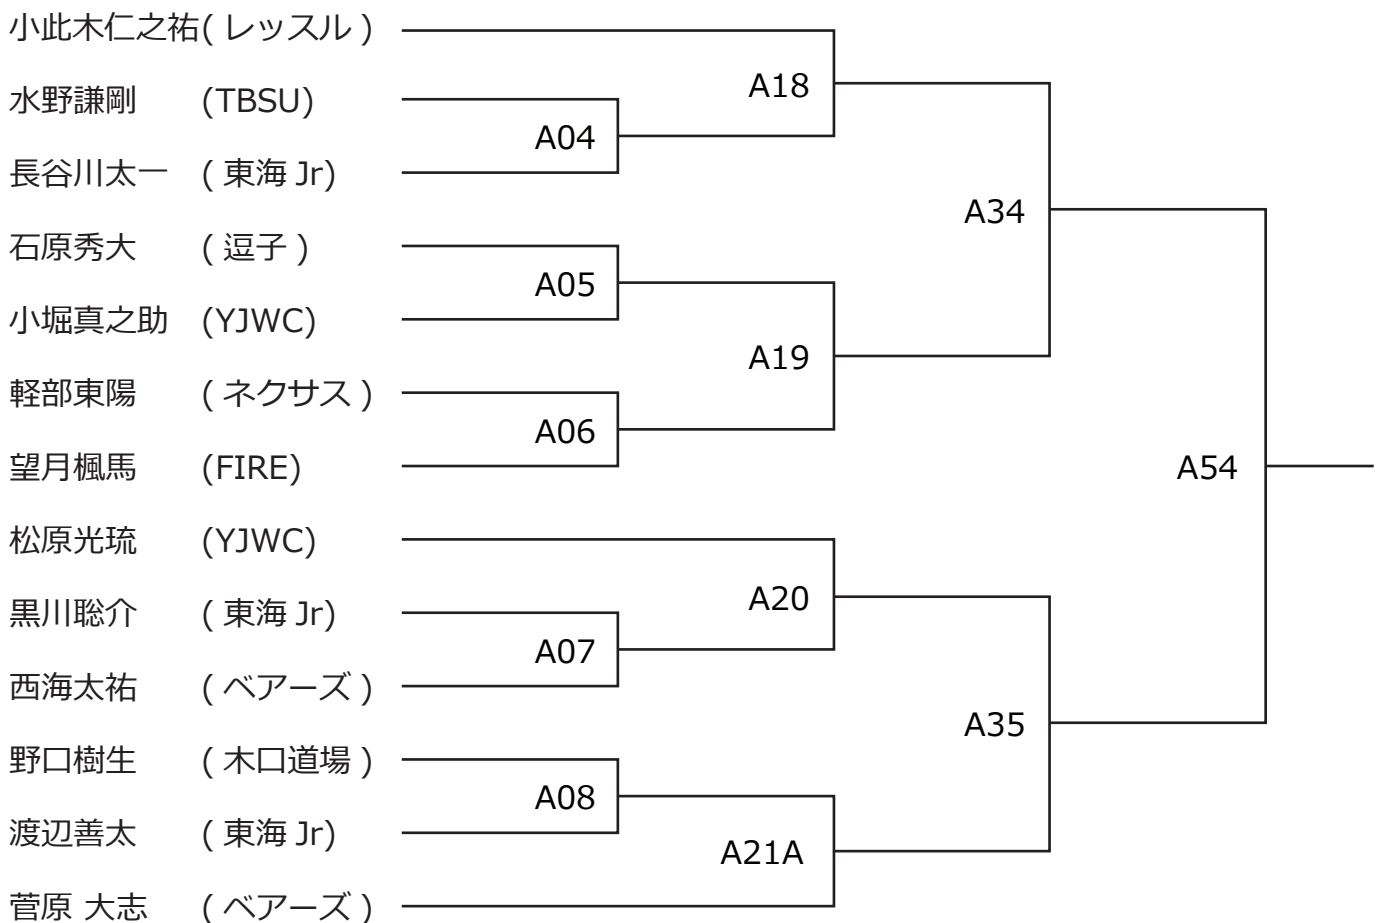 小此木仁之祐( レッスル )
A18
水野謙剛 (TBSU)
A04
長谷川太一 ( 東海 Jr)
A34
石原秀大 ( 逗子 )
A05
小堀真之助 (YJWC)
A19
軽部東陽 ( ネクサス )
A06
望月楓馬 (FIRE)
A54
松原光琉 (YJWC)
A20
黒川聡介 ( 東海 Jr)
A07
西海太祐 ( ベアーズ )
A35
野口樹生 ( 木口道場 )
A08
渡辺善太 ( 東海 Jr)
A21A
菅原 大志 ( ベアーズ )